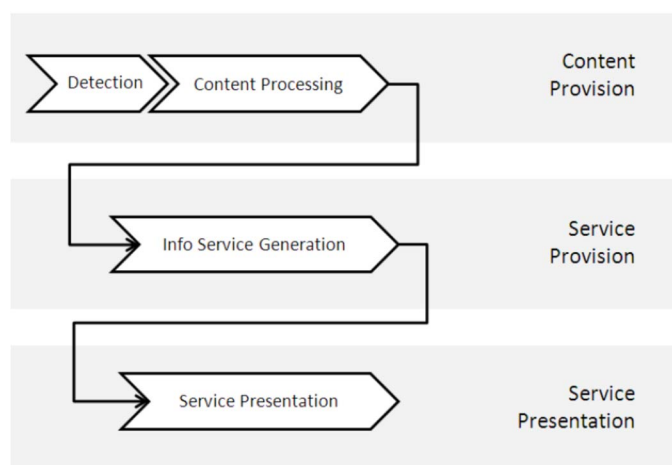 Detection
Content Processing
Content
Provision
Info Service Generation
Service
Provision
Service Presentation
Service
Presentation